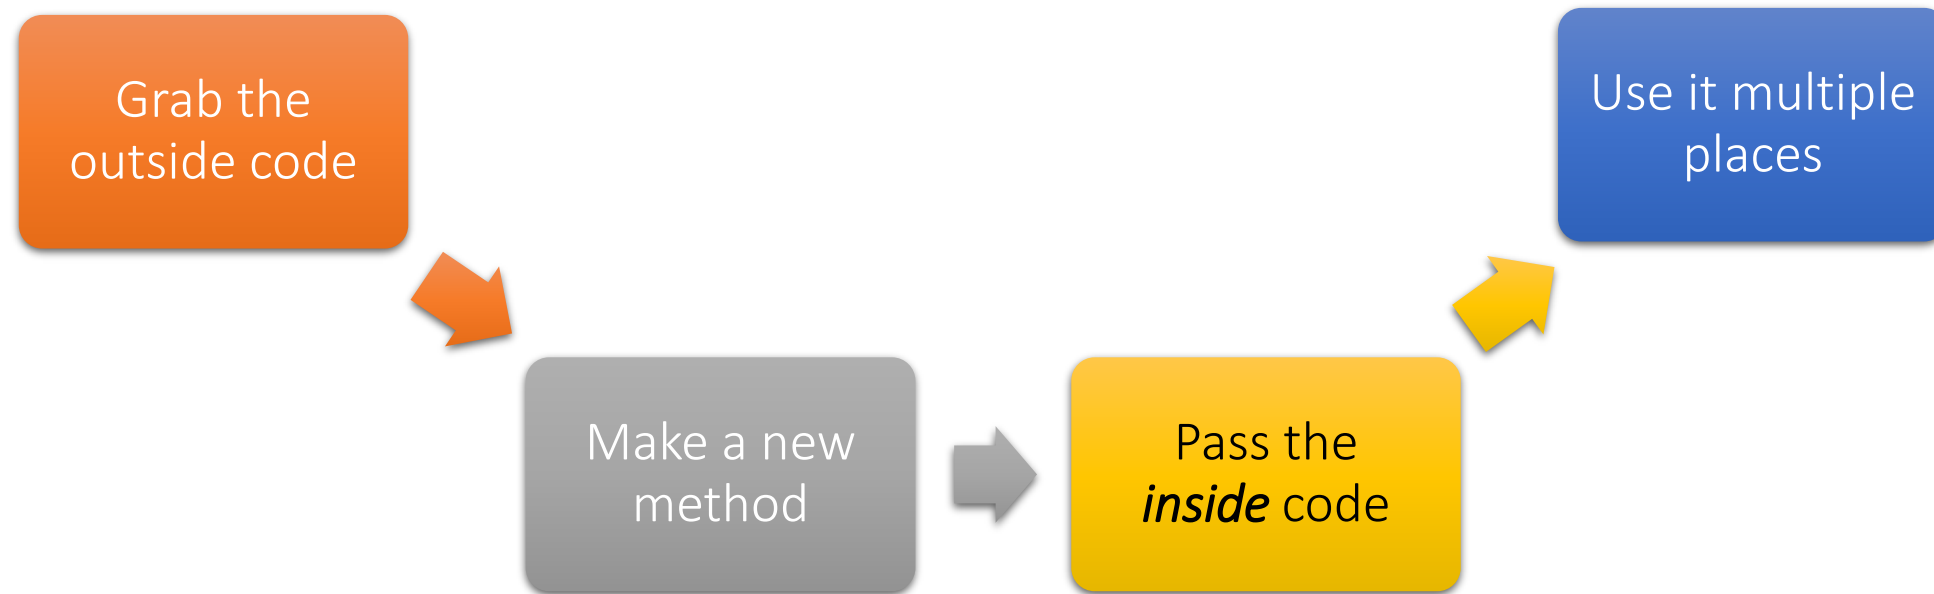 Grab the
outside code
Make a new
method
Pass the
inside code
Use it multiple
places